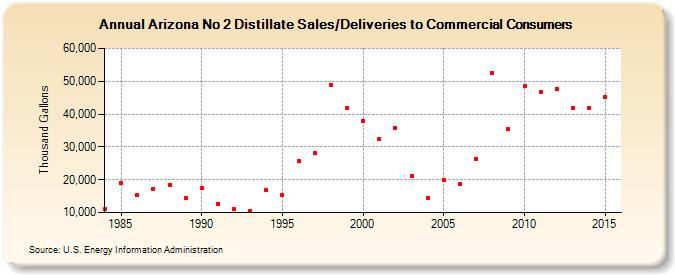 Annual Arizona No 2 Distillate Sales/Deliveries to Commercial Consumers
Thousand Gallons
60,000
50,000
40,000
30,000
20,000
10,000
1985 1990 1995 2000 2005 2010 2015
Source: U.S. Energy Information Administration